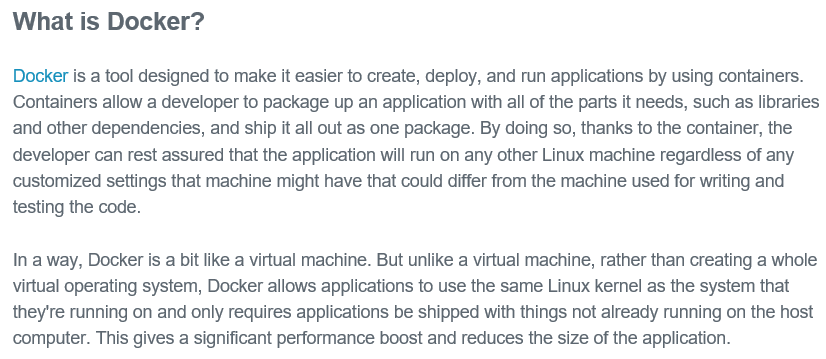 What is Docker?
Docker is a tool designed to make it easier to create, deploy, and run applications by using containers.
Containers allow a developer to package up an application with all of the parts it needs, such as libraries
and other dependencies, and ship it all out as one package. By doing so, thanks to the container, the
developer can rest assured that the application will run on any other Linux machine regardless of any
customized settings that machine might have that could differ from the machine used for writing and
testing the code.
In a way, Docker is a bit like a virtual machine. But unlike a virtual machine, rather than creating a whole
virtual operating system, Docker allows applications to use the same Linux kernel as the system that
they're running on and only requires applications be shipped with things not already running on the host
computer. This gives a significant performance boost and reduces the size of the application.